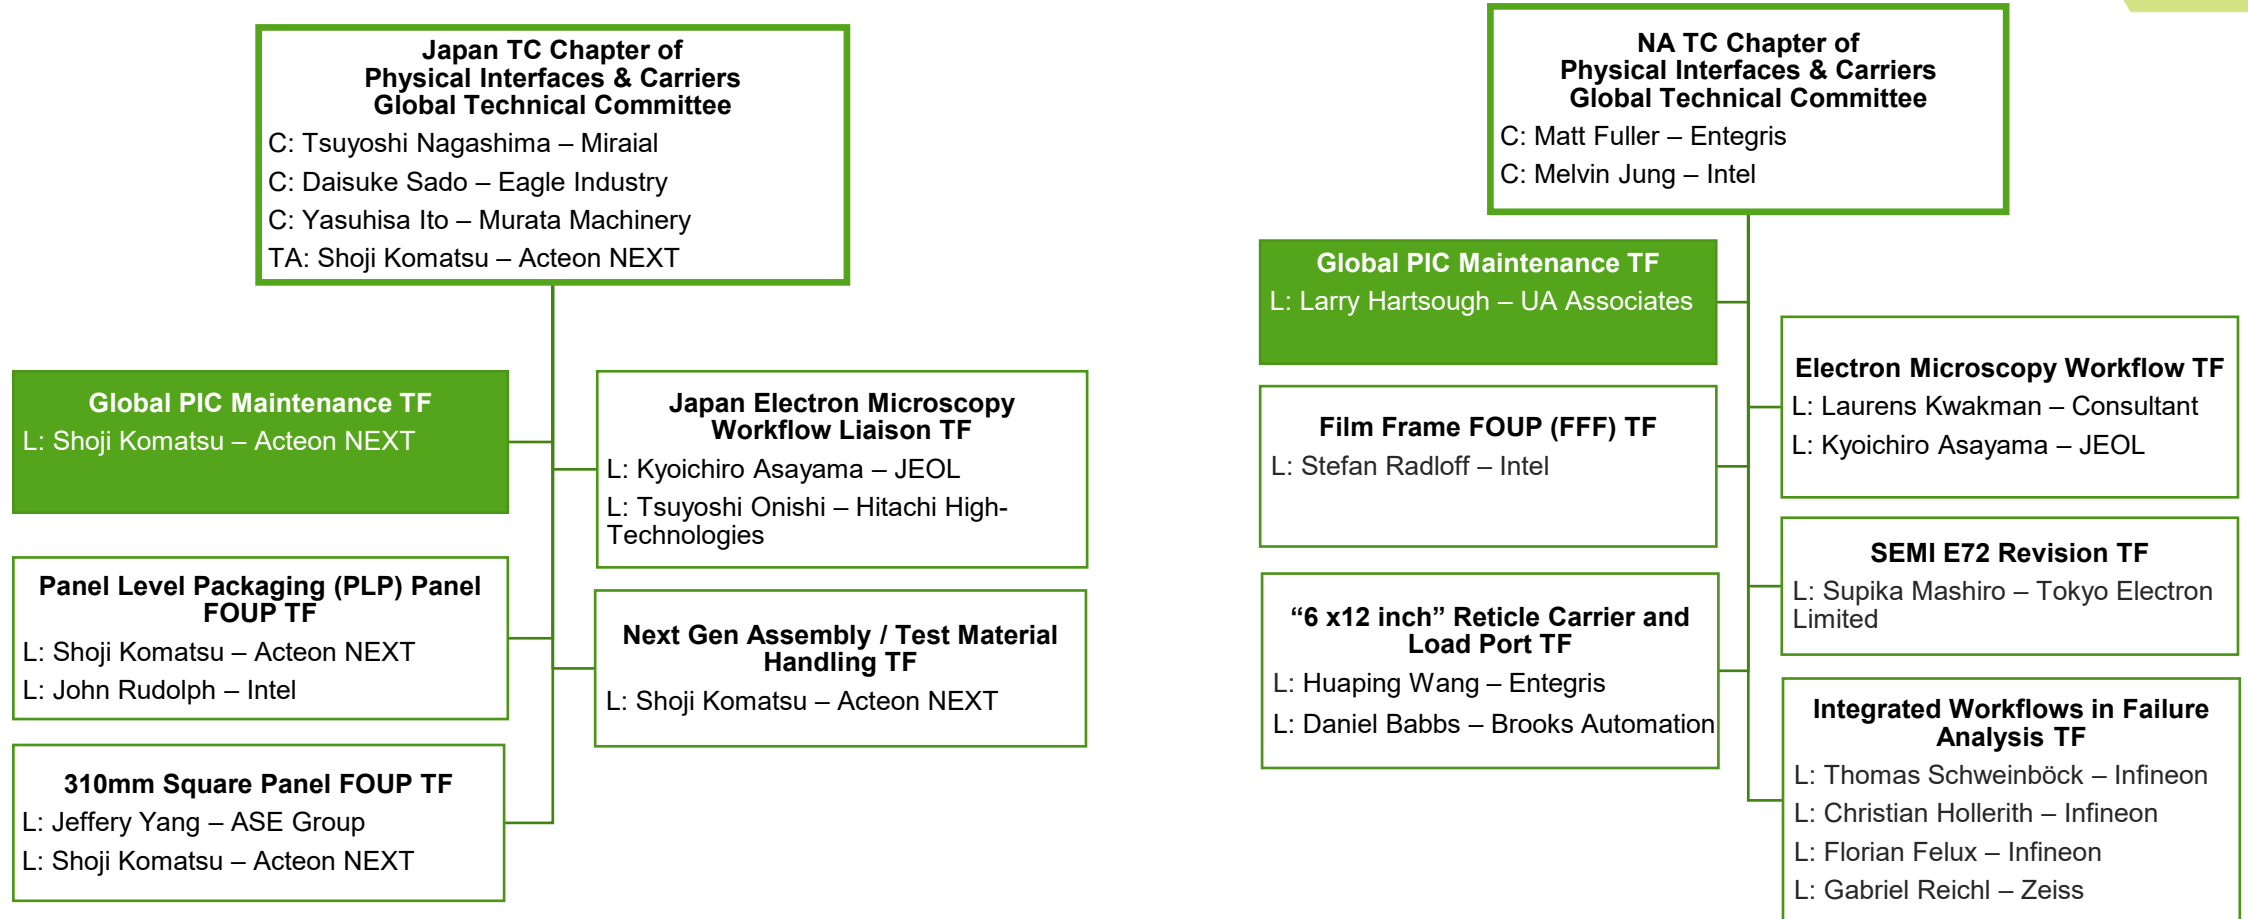 Japan TC Chapter of
Physical Interfaces & Carriers
Global Technical Committee
C: Tsuyoshi Nagashima – Miraial
C: Daisuke Sado – Eagle Industry
C: Yasuhisa Ito – Murata Machinery
TA: Shoji Komatsu – Acteon NEXT
Global PIC Maintenance TF
L: Shoji Komatsu – Acteon NEXT
Japan Electron Microscopy
Workflow Liaison TF
L: Kyoichiro Asayama – JEOL
L: Tsuyoshi Onishi – Hitachi High-
Technologies
Panel Level Packaging (PLP) Panel
FOUP TF
L: Shoji Komatsu – Acteon NEXT
L: John Rudolph – Intel
Next Gen Assembly / Test Material
Handling TF
L: Shoji Komatsu – Acteon NEXT
310mm Square Panel FOUP TF
L: Jeffery Yang – ASE Group
L: Shoji Komatsu – Acteon NEXT
NA TC Chapter of
Physical Interfaces & Carriers
Global Technical Committee
C: Matt Fuller – Entegris
C: Melvin Jung – Intel
Global PIC Maintenance TF
L: Larry Hartsough – UA Associates
Electron Microscopy Workflow TF
L: Laurens Kwakman – Consultant
L: Kyoichiro Asayama – JEOL
Film Frame FOUP (FFF) TF
L: Stefan Radloff – Intel
SEMI E72 Revision TF
L: Supika Mashiro – Tokyo Electron
Limited
“6 x12 inch” Reticle Carrier and
Load Port TF
L: Huaping Wang – Entegris
L: Daniel Babbs – Brooks Automation
Integrated Workflows in Failure
Analysis TF
L: Thomas Schweinböck – Infineon
L: Christian Hollerith – Infineon
L: Florian Felux – Infineon
L: Gabriel Reichl – Zeiss